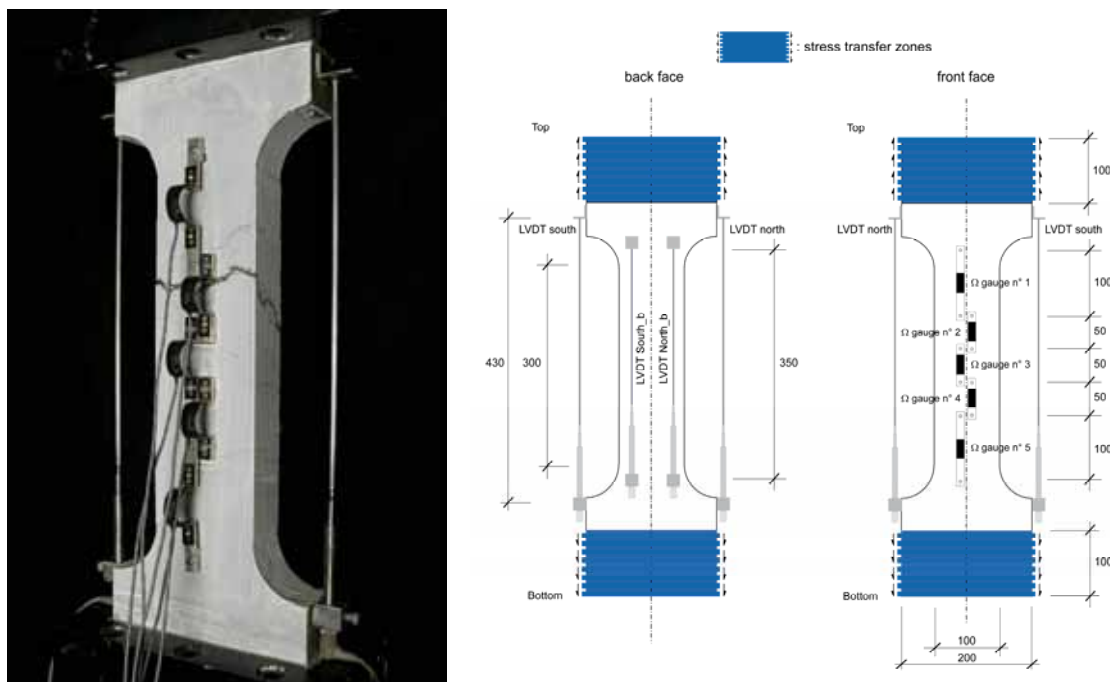 : stress transfer zones
back face
front face
Top
Top
100
LVDT south
LVDT north
LVDT north
LVDT south
Ω gauge n° 1
100
Ω gauge n° 2
50
LVDT South_b
LVDT North_b
430
300
350
Ω gauge n° 3
50
Ω gauge n° 4
50
Ω gauge n° 5
100
100
Bottom
Bottom
100
200